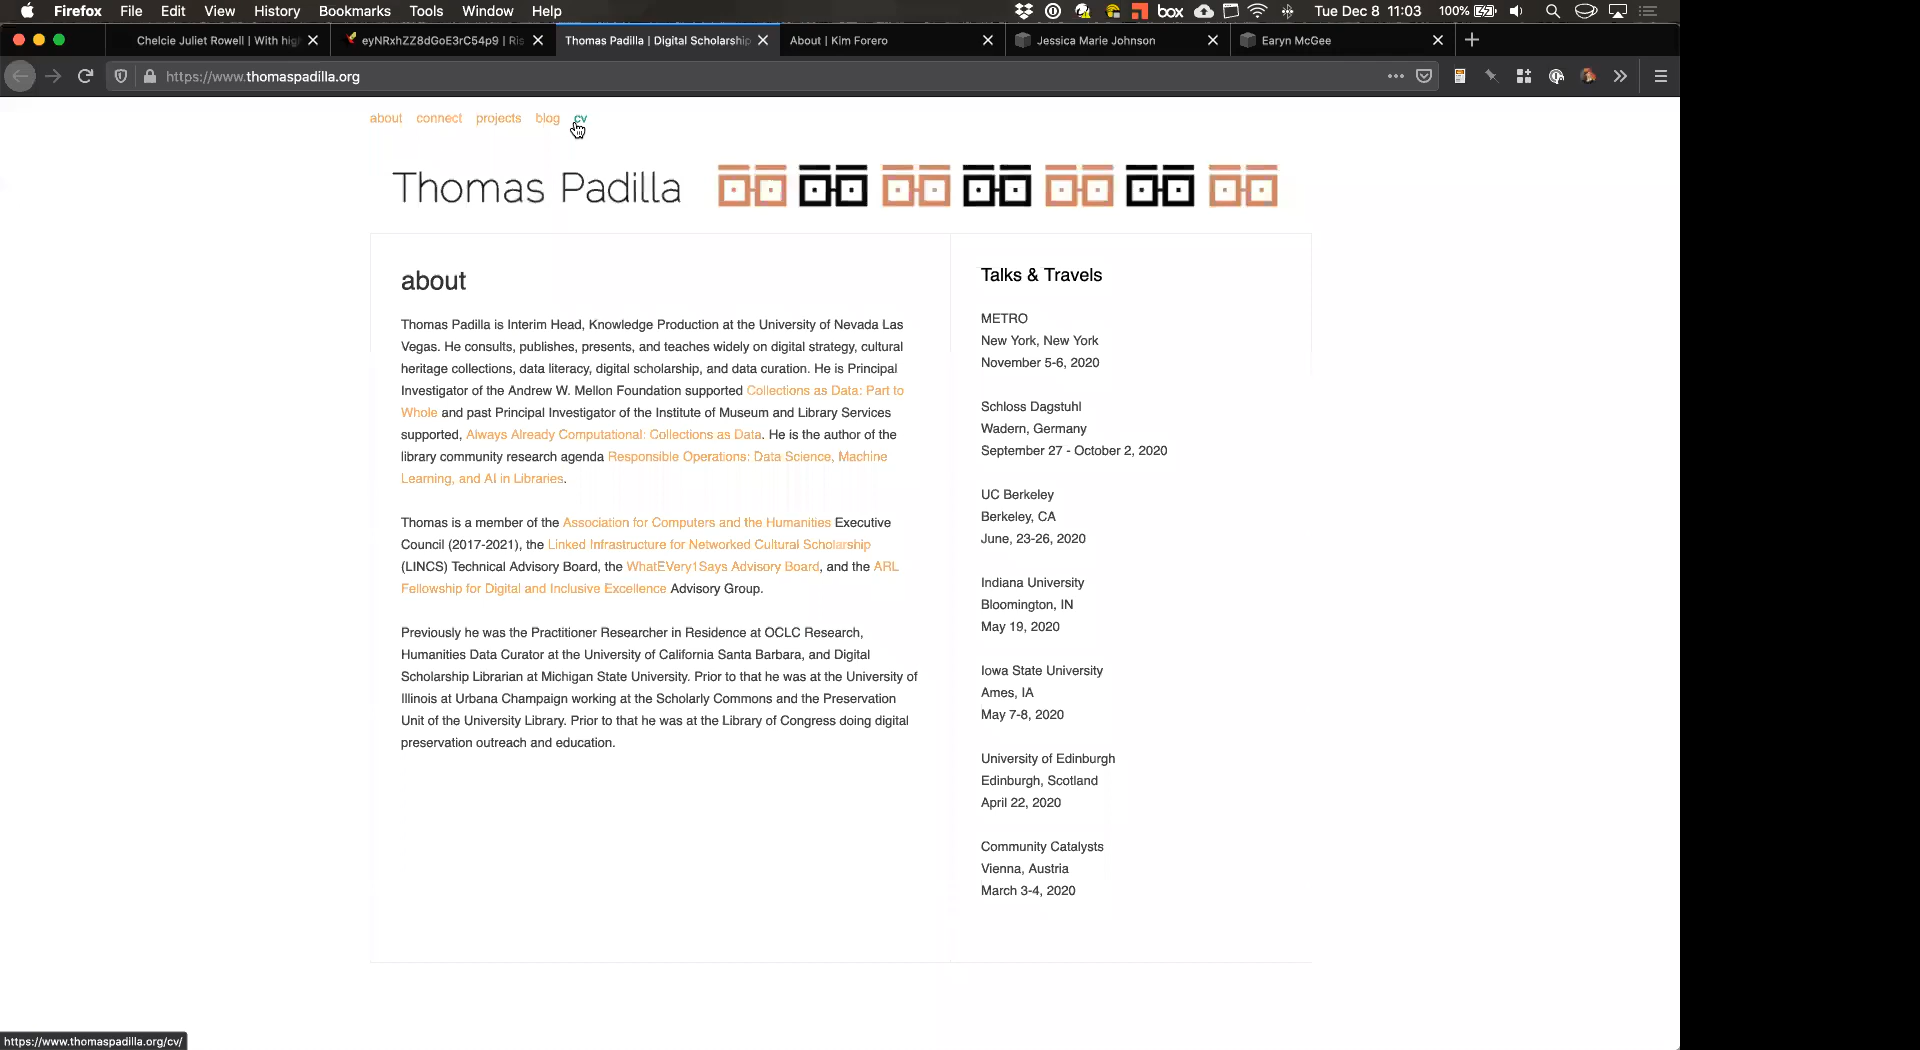 Firefox File Edit View History Bookmarks Tools Window Help box Tue Dec 8 11:03 100%
Chelcie Juliet Rowell | With high eyNRxhZZ8dGoE3rC54p9 | Ris Thomas Padilla | Digital Scholarship About | Kim Forero Jessica Marie Johnson Earyn McGee
https://www.thomaspadilla.org
about connect projects blog cv
Thomas Padilla
about
Thomas Padilla is Interim Head, Knowledge Production at the University of Nevada Las
Vegas. He consults, publishes, presents, and teaches widely on digital strategy, cultural
heritage collections, data literacy, digital scholarship, and data curation. He is Principal
Investigator of the Andrew W. Mellon Foundation supported Collections as Data: Part to
Whole and past Principal Investigator of the Institute of Museum and Library Services
supported, Always Already Computational: Collections as Data. He is the author of the
library community research agenda Responsible Operations: Data Science, Machine
Learning, and AI in Libraries.
Thomas is a member of the Association for Computers and the Humanities Executive
Council (2017-2021), the Linked Infrastructure for Networked Cultural Scholarship
(LINCS) Technical Advisory Board, the WhatEVery1Says Advisory Board, and the ARL
Fellowship for Digital and Inclusive Excellence Advisory Group.
Previously he was the Practitioner Researcher in Residence at OCLC Research,
Humanities Data Curator at the University of California Santa Barbara, and Digital
Scholarship Librarian at Michigan State University. Prior to that he was at the University of
Illinois at Urbana Champaign working at the Scholarly Commons and the Preservation
Unit of the University Library. Prior to that he was at the Library of Congress doing digital
preservation outreach and education.
Talks & Travels
METRO
New York, New York
November 5-6, 2020
Schloss Dagstuhl
Wadern, Germany
September 27 - October 2, 2020
UC Berkeley
Berkeley, CA
June, 23-26, 2020
Indiana University
Bloomington, IN
May 19, 2020
Iowa State University
Ames, IA
May 7-8, 2020
University of Edinburgh
Edinburgh, Scotland
April 22, 2020
Community Catalysts
Vienna, Austria
March 3-4, 2020
https://www.thomaspadilla.org/cv/